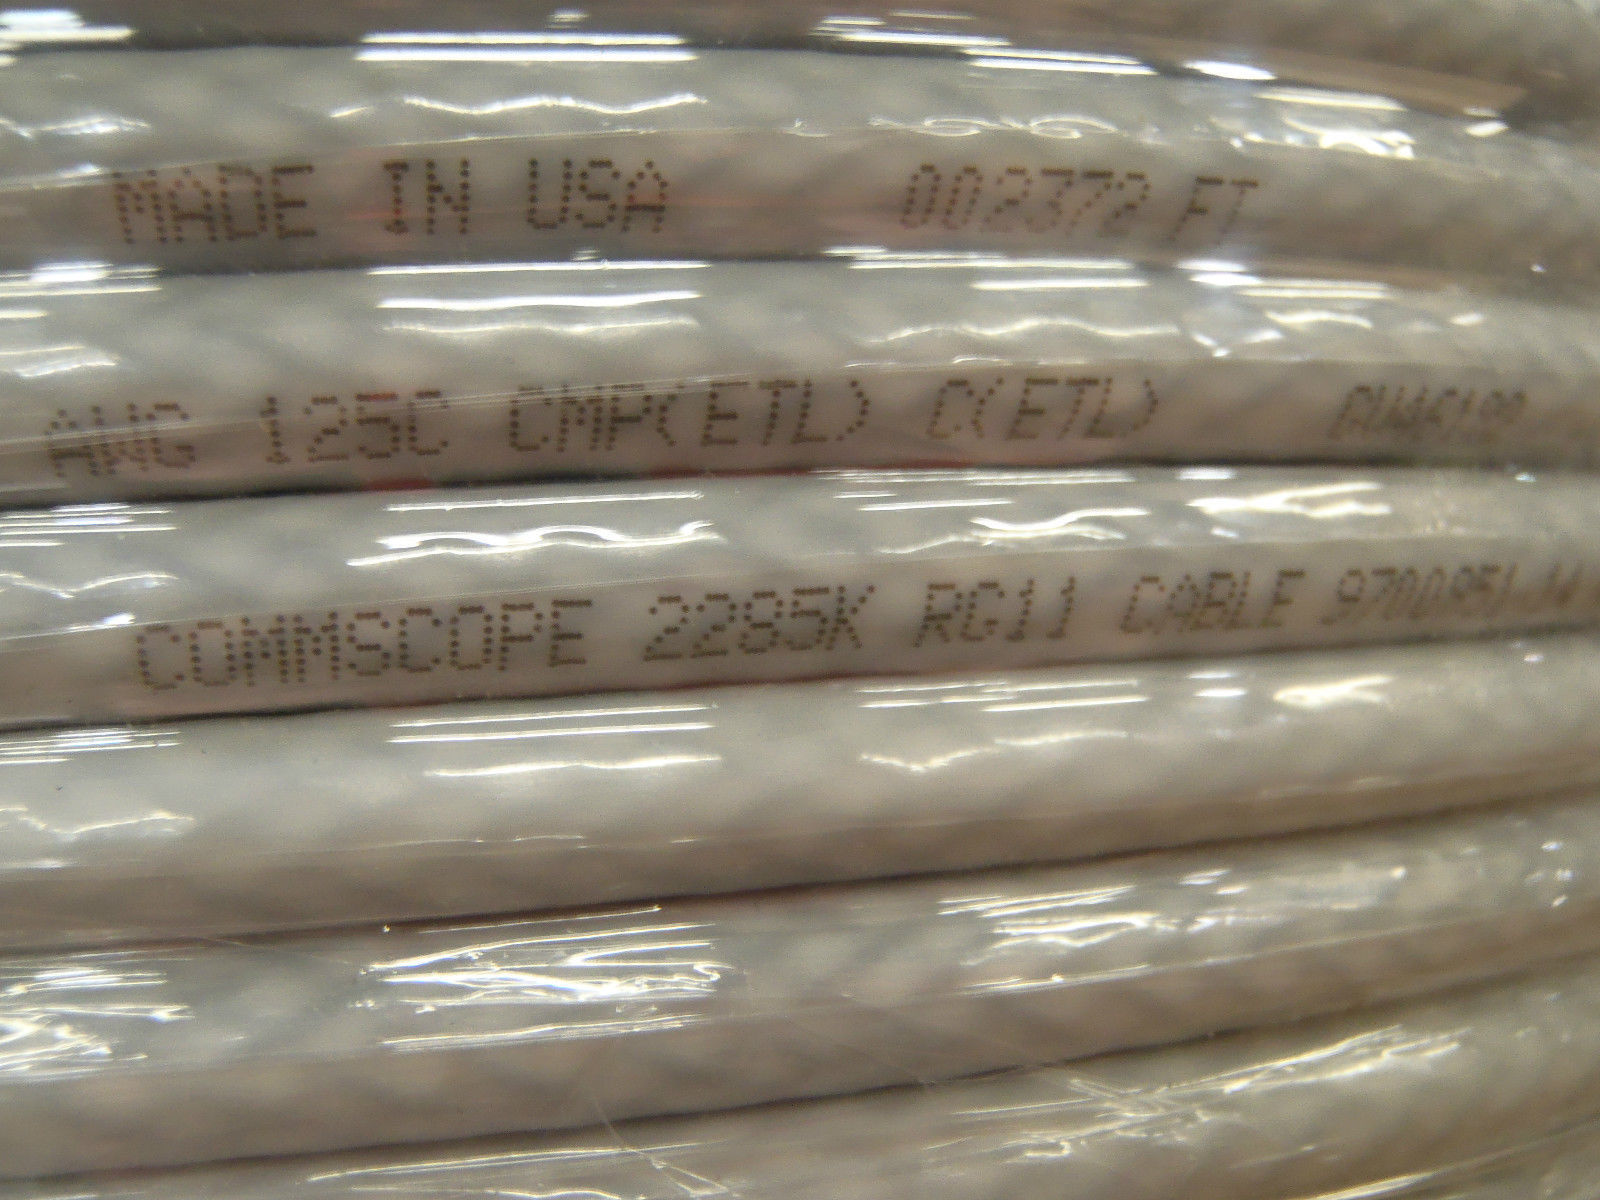 MADE IN USA 002372 FT
AWG 125C CMP(ETL) C(ETL)
COMMSCOPE 2285K RG11 CABLE